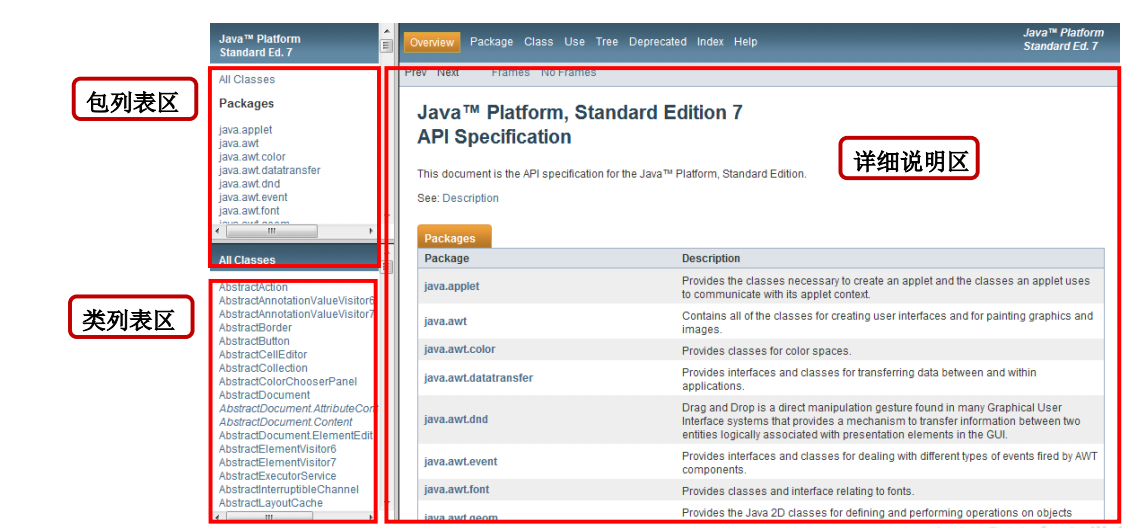 Java™ Platform
Standard Ed. 7
All Classes
Packages
java.applet
java.awt
java.awt.color
java.awt.datatransfer
java.awt.dnd
java.awt.event
java.awt.font
java.awt.geom
All Classes
AbstractAction
AbstractAnnotationValueVisitor6
AbstractAnnotationValueVisitor7
AbstractBorder
AbstractButton
AbstractCellEditor
AbstractCollection
AbstractColorChooserPanel
AbstractDocument
AbstractDocument.AttributeCont
AbstractDocument.Content
AbstractDocument.ElementEdit
AbstractElementVisitor6
AbstractElementVisitor7
AbstractExecutorService
AbstractInterruptibleChannel
AbstractLayoutCache
包列表区
类列表区
Overview Package Class Use Tree Deprecated Index Help
Java™ Platform
Standard Ed. 7
Prev Next Frames No Frames
Java™ Platform, Standard Edition 7
API Specification
详细说明区
This document is the API specification for the Java™ Platform, Standard Edition.
See: Description
Packages
Package Description
java.applet Provides the classes necessary to create an applet and the classes an applet uses
to communicate with its applet context.
java.awt Contains all of the classes for creating user interfaces and for painting graphics and
images.
java.awt.color Provides classes for color spaces.
java.awt.datatransfer Provides interfaces and classes for transferring data between and within
applications.
java.awt.dnd Drag and Drop is a direct manipulation gesture found in many Graphical User
Interface systems that provides a mechanism to transfer information between two
entities logically associated with presentation elements in the GUI.
java.awt.event Provides interfaces and classes for dealing with different types of events fired by AWT
components.
java.awt.font Provides classes and interface relating to fonts.
java.awt.geom Provides the Java 2D classes for defining and performing operations on objects